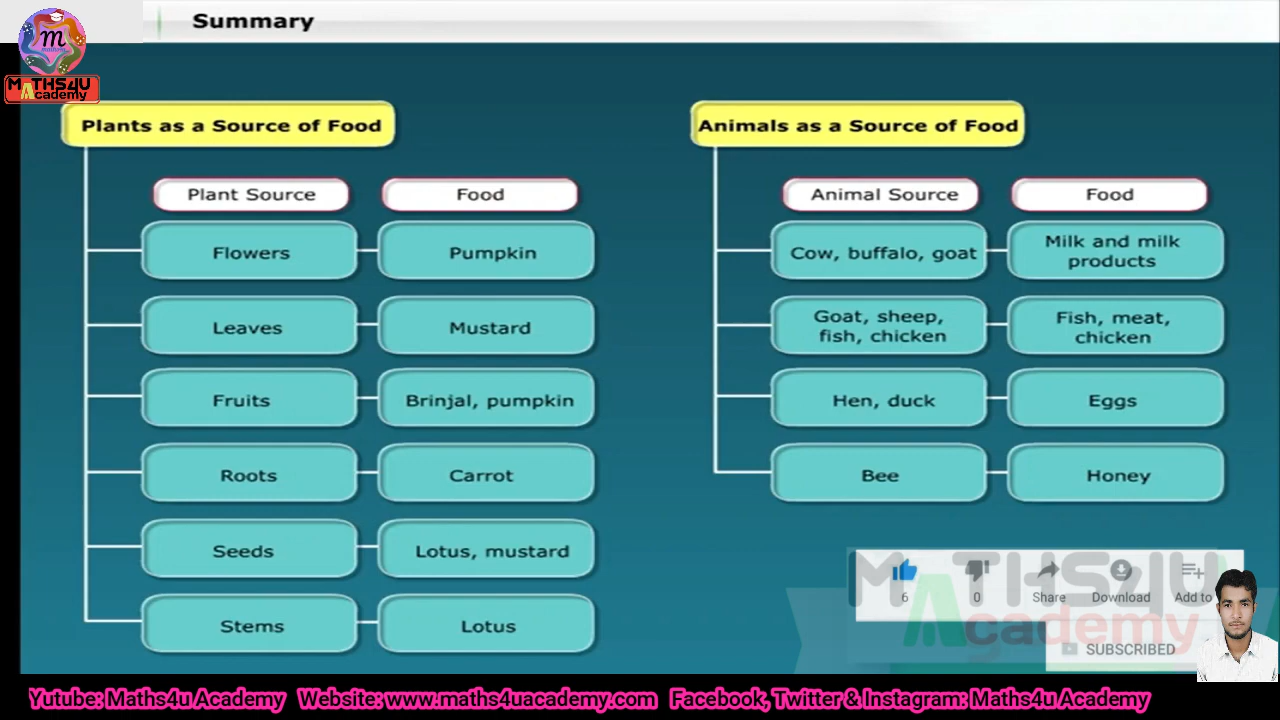 Summary
m
MATHS4U
Academy
Plants as a Source of Food
Plant Source Food
Flowers Pumpkin
Leaves Mustard
Fruits Brinjal, pumpkin
Roots Carrot
Seeds Lotus, mustard
Stems Lotus
Animals as a Source of Food
Animal Source Food
Cow, buffalo, goat
Milk and milk
products
Goat, sheep,
fish, chicken
Fish, meat,
chicken
Hen, duck Eggs
Bee Honey
MATHS4U
Academy
6 0 Share Download Add to
SUBSCRIBED
Yutube: Maths4u Academy Website: www.maths4uacademy.com Facebook, Twitter & Instagram: Maths4u Academy